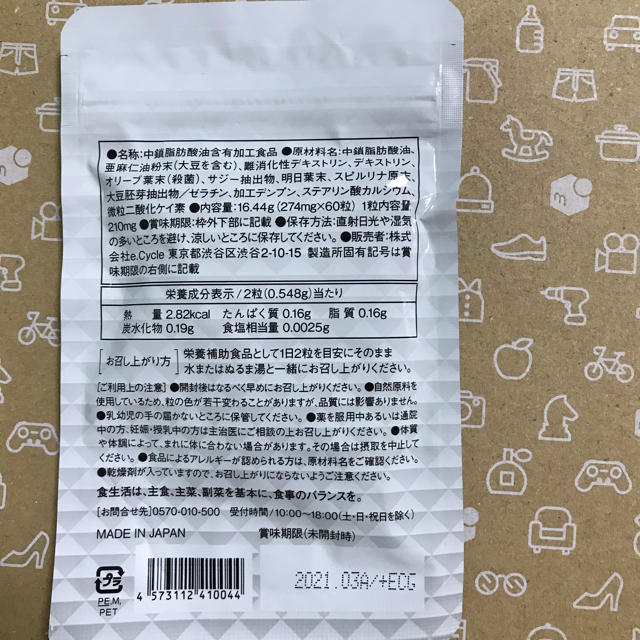 ●名称:中鎖脂肪酸油含有加工食品 ●原材料名:中鎖脂肪酸油、
亜麻仁油粉末(大豆を含む)、難消化性デキストリン、デキストリン、
オリーブ葉末(殺菌)、サジー抽出物、明日葉末、スピルリナ原末、
大豆胚芽抽出物／ゼラチン、加工デンプン、ステアリン酸カルシウム、
微粒二酸化ケイ素 ●内容量:16.44g(274mg×60粒) 1粒内容量
210mg ●賞味期限:枠外下部に記載 ●保存方法:直射日光や湿気
の多いところを避け、涼しいところに保存してください。●販売者:株式
会社e.Cycle 東京都渋谷区渋谷2-10-15 製造所固有記号は賞
味期限の右側に記載
栄養成分表示/2粒(0.548g)当たり
熱 量 2.82kcal たんぱく質 0.16g 脂 質 0.16g
炭水化物 0.19g 食塩相当量 0.0025g
[お召し上がり方] 栄養補助食品として1日2粒を目安にそのまま
水またはぬるま湯と一緒にお召し上がりください。
[ご利用上の注意] ●開封後はなるべく早めにお召し上がりください。●自然原料を
使用しているため、粒の色が若干変わることがありますが、品質には影響ありません。
●乳幼児の手の届かないところに保管してください。●薬を服用中あるいは通院
中の方、妊娠・授乳中の方は主治医にご相談の上お召し上がりください。●体質
や体調によって、まれに体に合わない場合があります。その場合は摂取を中止して
ください。●食品によるアレルギーが認められる方は、原材料名をご確認ください。
●乾燥剤が入っていますので、お召し上がりにならないようご注意ください。
食生活は、主食、主菜、副菜を基本に、食事のバランスを。
[お問合せ先]0570-010-500 受付時間/10:00〜18:00(土・日・祝日を除く)
MADE IN JAPAN 賞味期限(未開封時)
2021.03A/+ECG
プラ
PE,M,
PET
4 573112 410044